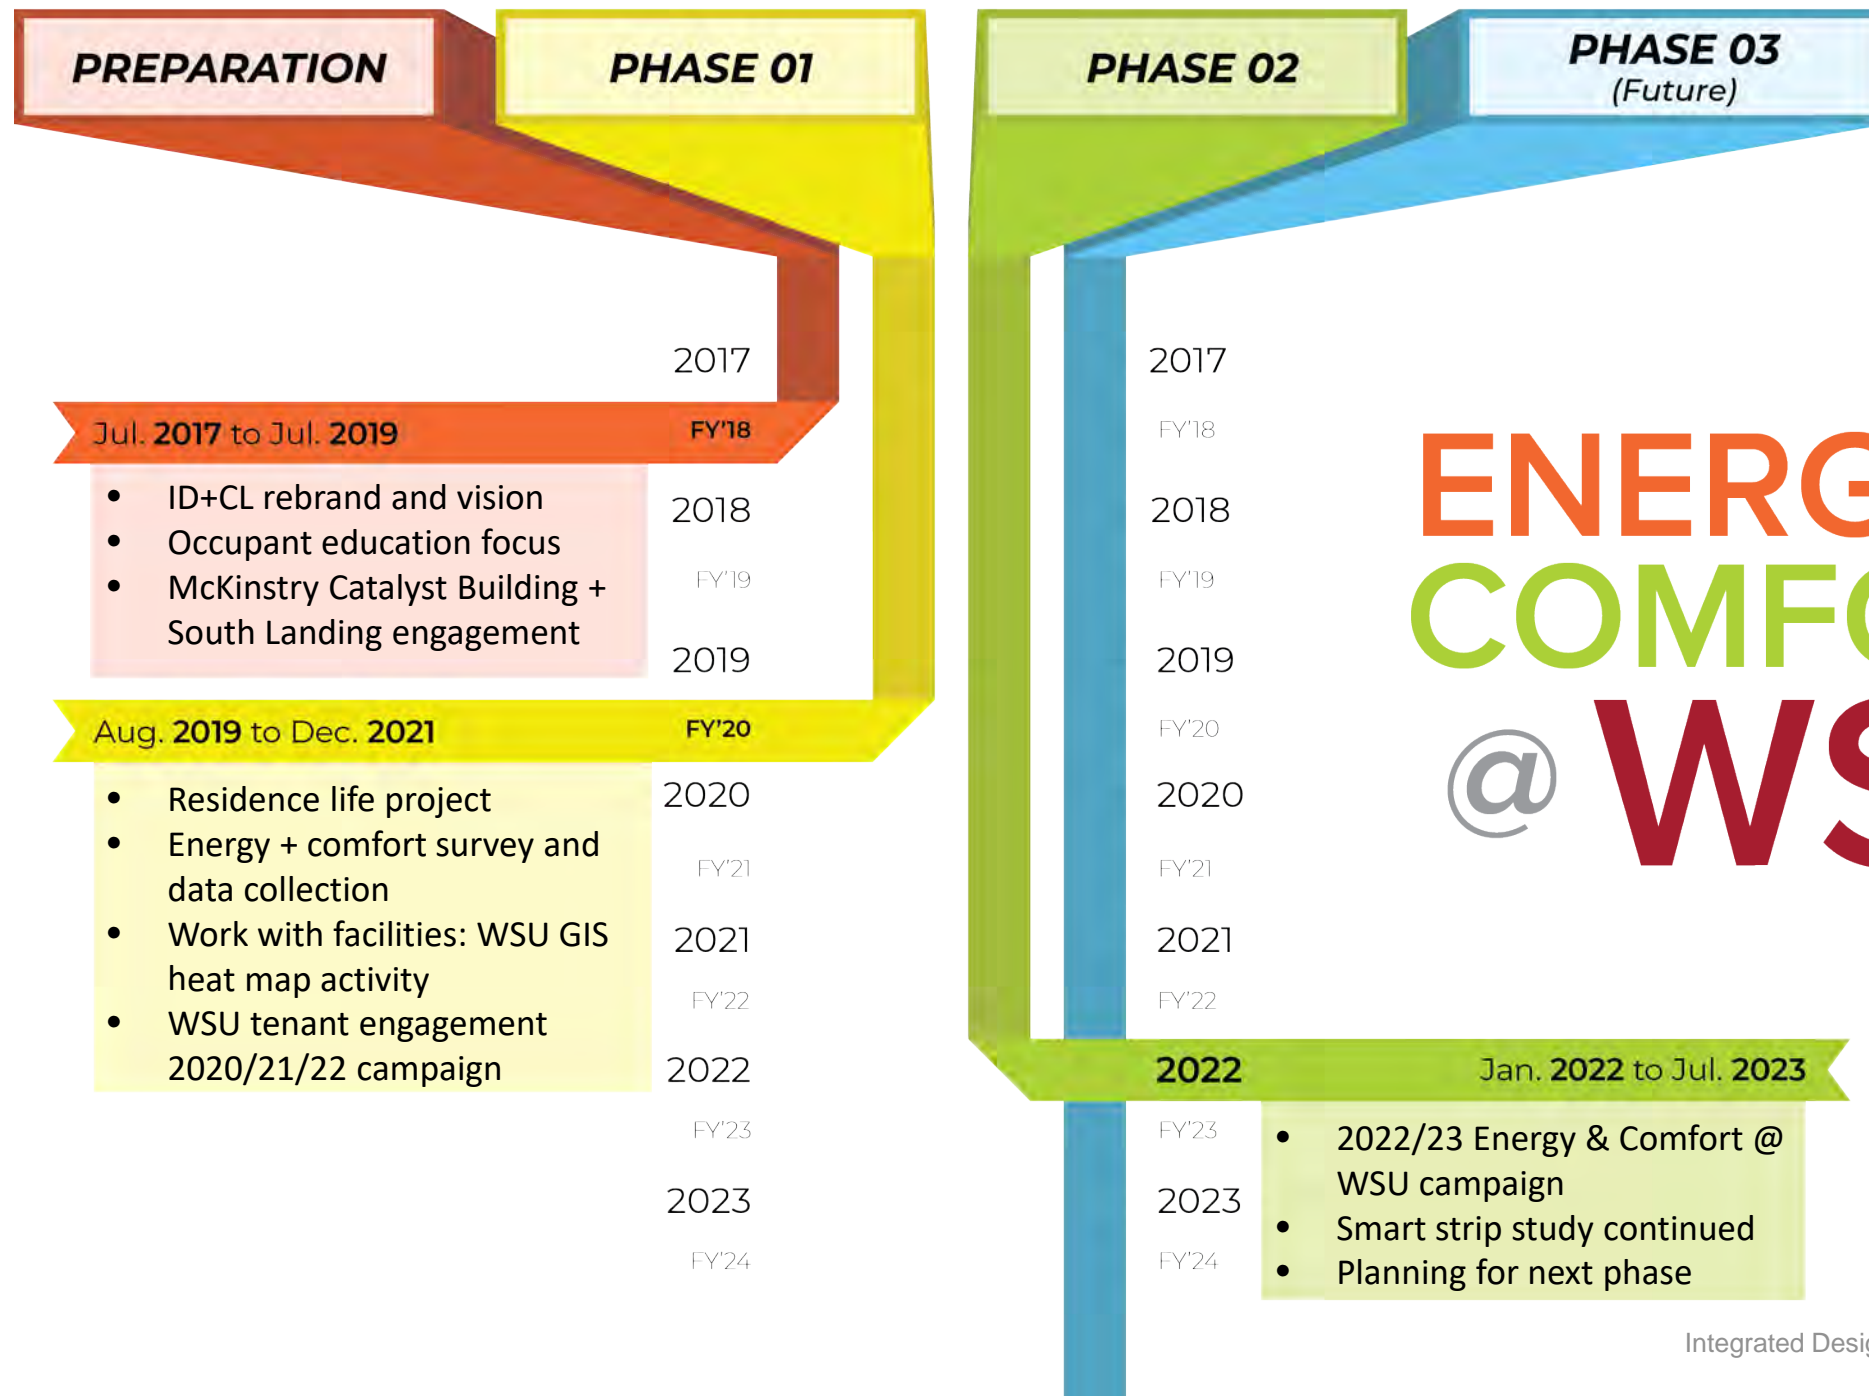 PREPARATION
PHASE 01
PHASE 02
PHASE 03
(Future)
2017
Jul. 2017 to Jul. 2019 FY'18
• ID+CL rebrand and vision
• Occupant education focus
• McKinstry Catalyst Building +
South Landing engagement
2018
FY'19
2019
Aug. 2019 to Dec. 2021 FY'20
• Residence life project
• Energy + comfort survey and
data collection
• Work with facilities: WSU GIS
heat map activity
• WSU tenant engagement
2020/21/22 campaign
2020
FY'21
2021
FY'22
2022
FY'23
2023
FY'24
2017
FY'18
2018
FY'19
2019
FY'20
2020
FY'21
2021
FY'22
2022 Jan. 2022 to Jul. 2023
FY'23
2023
FY'24
• 2022/23 Energy & Comfort @
WSU campaign
• Smart strip study continued
• Planning for next phase
ENERG
COMFO
@ WS
Integrated Desig